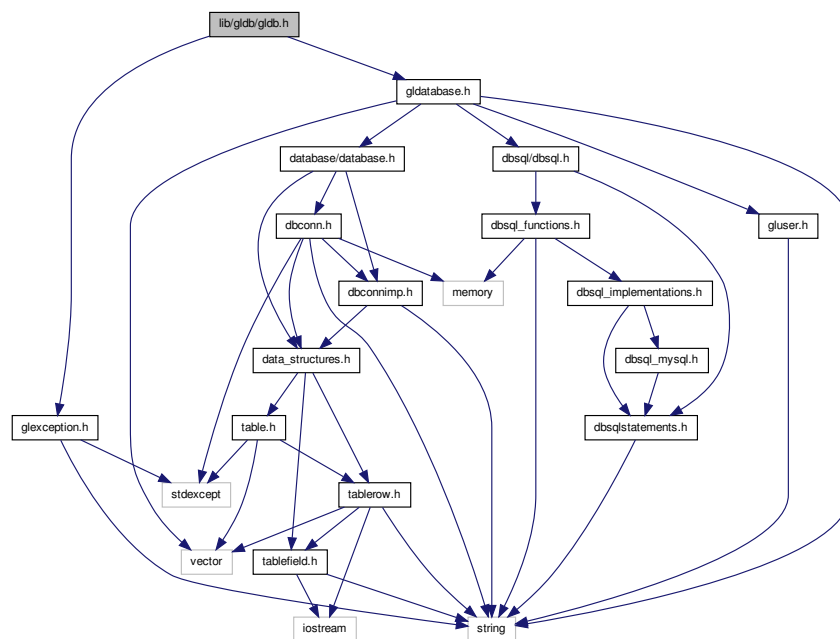 lib/gldb/gldb.h
gldatabase.h
database/database.h
dbsql/dbsql.h
dbconn.h
dbsql_functions.h
gluser.h
dbconnimp.h
memory
dbsql_implementations.h
data_structures.h
dbsql_mysql.h
glexception.h
table.h
dbsqlstatements.h
stdexcept
tablerow.h
vector
tablefield.h
iostream
string